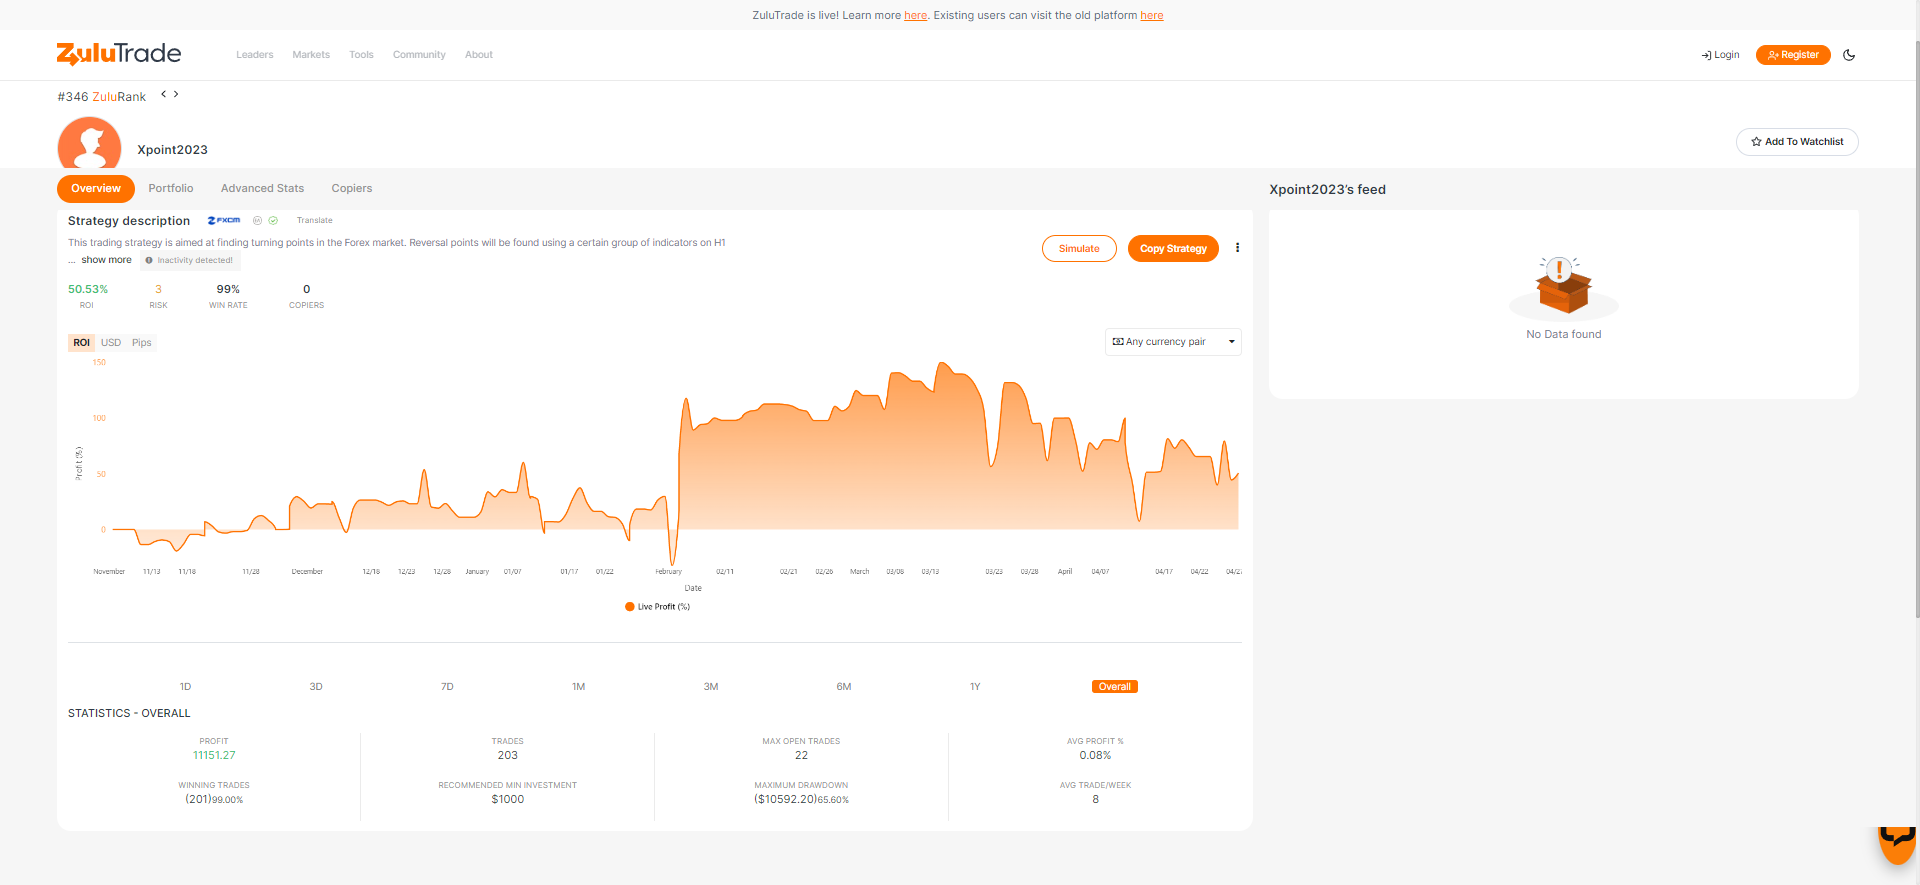 ZuluTrade is live! Learn more here. Existing users can visit the old platform here
ZuluTrade
Leaders Markets Tools Community About
Login Register
#346 ZuluRank
Xpoint2023
Add To Watchlist
Overview Portfolio Advanced Stats Copiers
Xpoint2023's feed
Strategy description FXCM Translate
This trading strategy is aimed at finding turning points in the Forex market. Reversal points will be found using a certain group of indicators on H1
... show more Inactivity detected!
Simulate Copy Strategy
No Data found
50.53% 3 99% 0
ROI RISK WIN RATE COPIERS
ROI USD Pips
Any currency pair
150
100
50
0
Profit (%)
November 11/13 11/18 11/28 December 12/18 12/23 12/28 January 01/07 01/17 01/22 February 02/11 02/21 02/26 March 03/08 03/13 03/23 03/28 April 04/07 04/17 04/22 04/27
Date
Live Profit (%)
1D 3D 7D 1M 3M 6M 1Y Overall
STATISTICS - OVERALL
PROFIT TRADES MAX OPEN TRADES AVG PROFIT %
11151.27 203 22 0.08%
WINNING TRADES RECOMMENDED MIN INVESTMENT MAXIMUM DRAWDOWN AVG TRADE/WEEK
(201)99.00% $1000 ($10592.20)65.60% 8